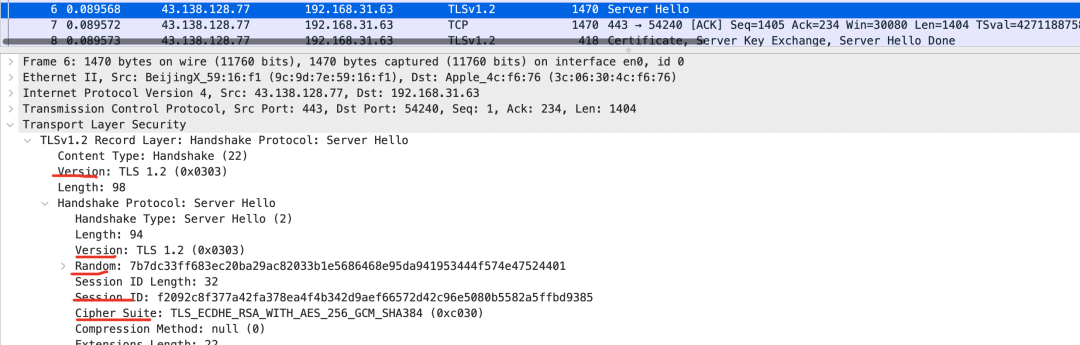 6 0.089568 43.138.128.77 192.168.31.63 TLSv1.2 1470 Server Hello
7 0.089572 43.138.128.77 192.168.31.63 TCP 1470 443 → 54240 [ACK] Seq=1405 Ack=234 Win=30080 Len=1404 TSval=427118875
8 0.089573 43.138.128.77 192.168.31.63 TLSv1.2 418 Certificate, Server Key Exchange, Server Hello Done
Frame 6: 1470 bytes on wire (11760 bits), 1470 bytes captured (11760 bits) on interface en0, id 0
Ethernet II, Src: BeijingX_59:16:f1 (9c:9d:7e:59:16:f1), Dst: Apple_4c:f6:76 (3c:06:30:4c:f6:76)
Internet Protocol Version 4, Src: 43.138.128.77, Dst: 192.168.31.63
Transmission Control Protocol, Src Port: 443, Dst Port: 54240, Seq: 1, Ack: 234, Len: 1404
Transport Layer Security
TLSv1.2 Record Layer: Handshake Protocol: Server Hello
Content Type: Handshake (22)
Version: TLS 1.2 (0x0303)
Length: 98
Handshake Protocol: Server Hello
Handshake Type: Server Hello (2)
Length: 94
Version: TLS 1.2 (0x0303)
Random: 7b7dc33ff683ec20ba29ac82033b1e5686468e95da941953444f574e47524401
Session ID Length: 32
Session ID: f2092c8f377a42fa378ea4f4b342d9aef66572d42c96e5080b5582a5ffbd9385
Cipher Suite: TLS_ECDHE_RSA_WITH_AES_256_GCM_SHA384 (0xc030)
Compression Method: null (0)
Extensions Length: 22